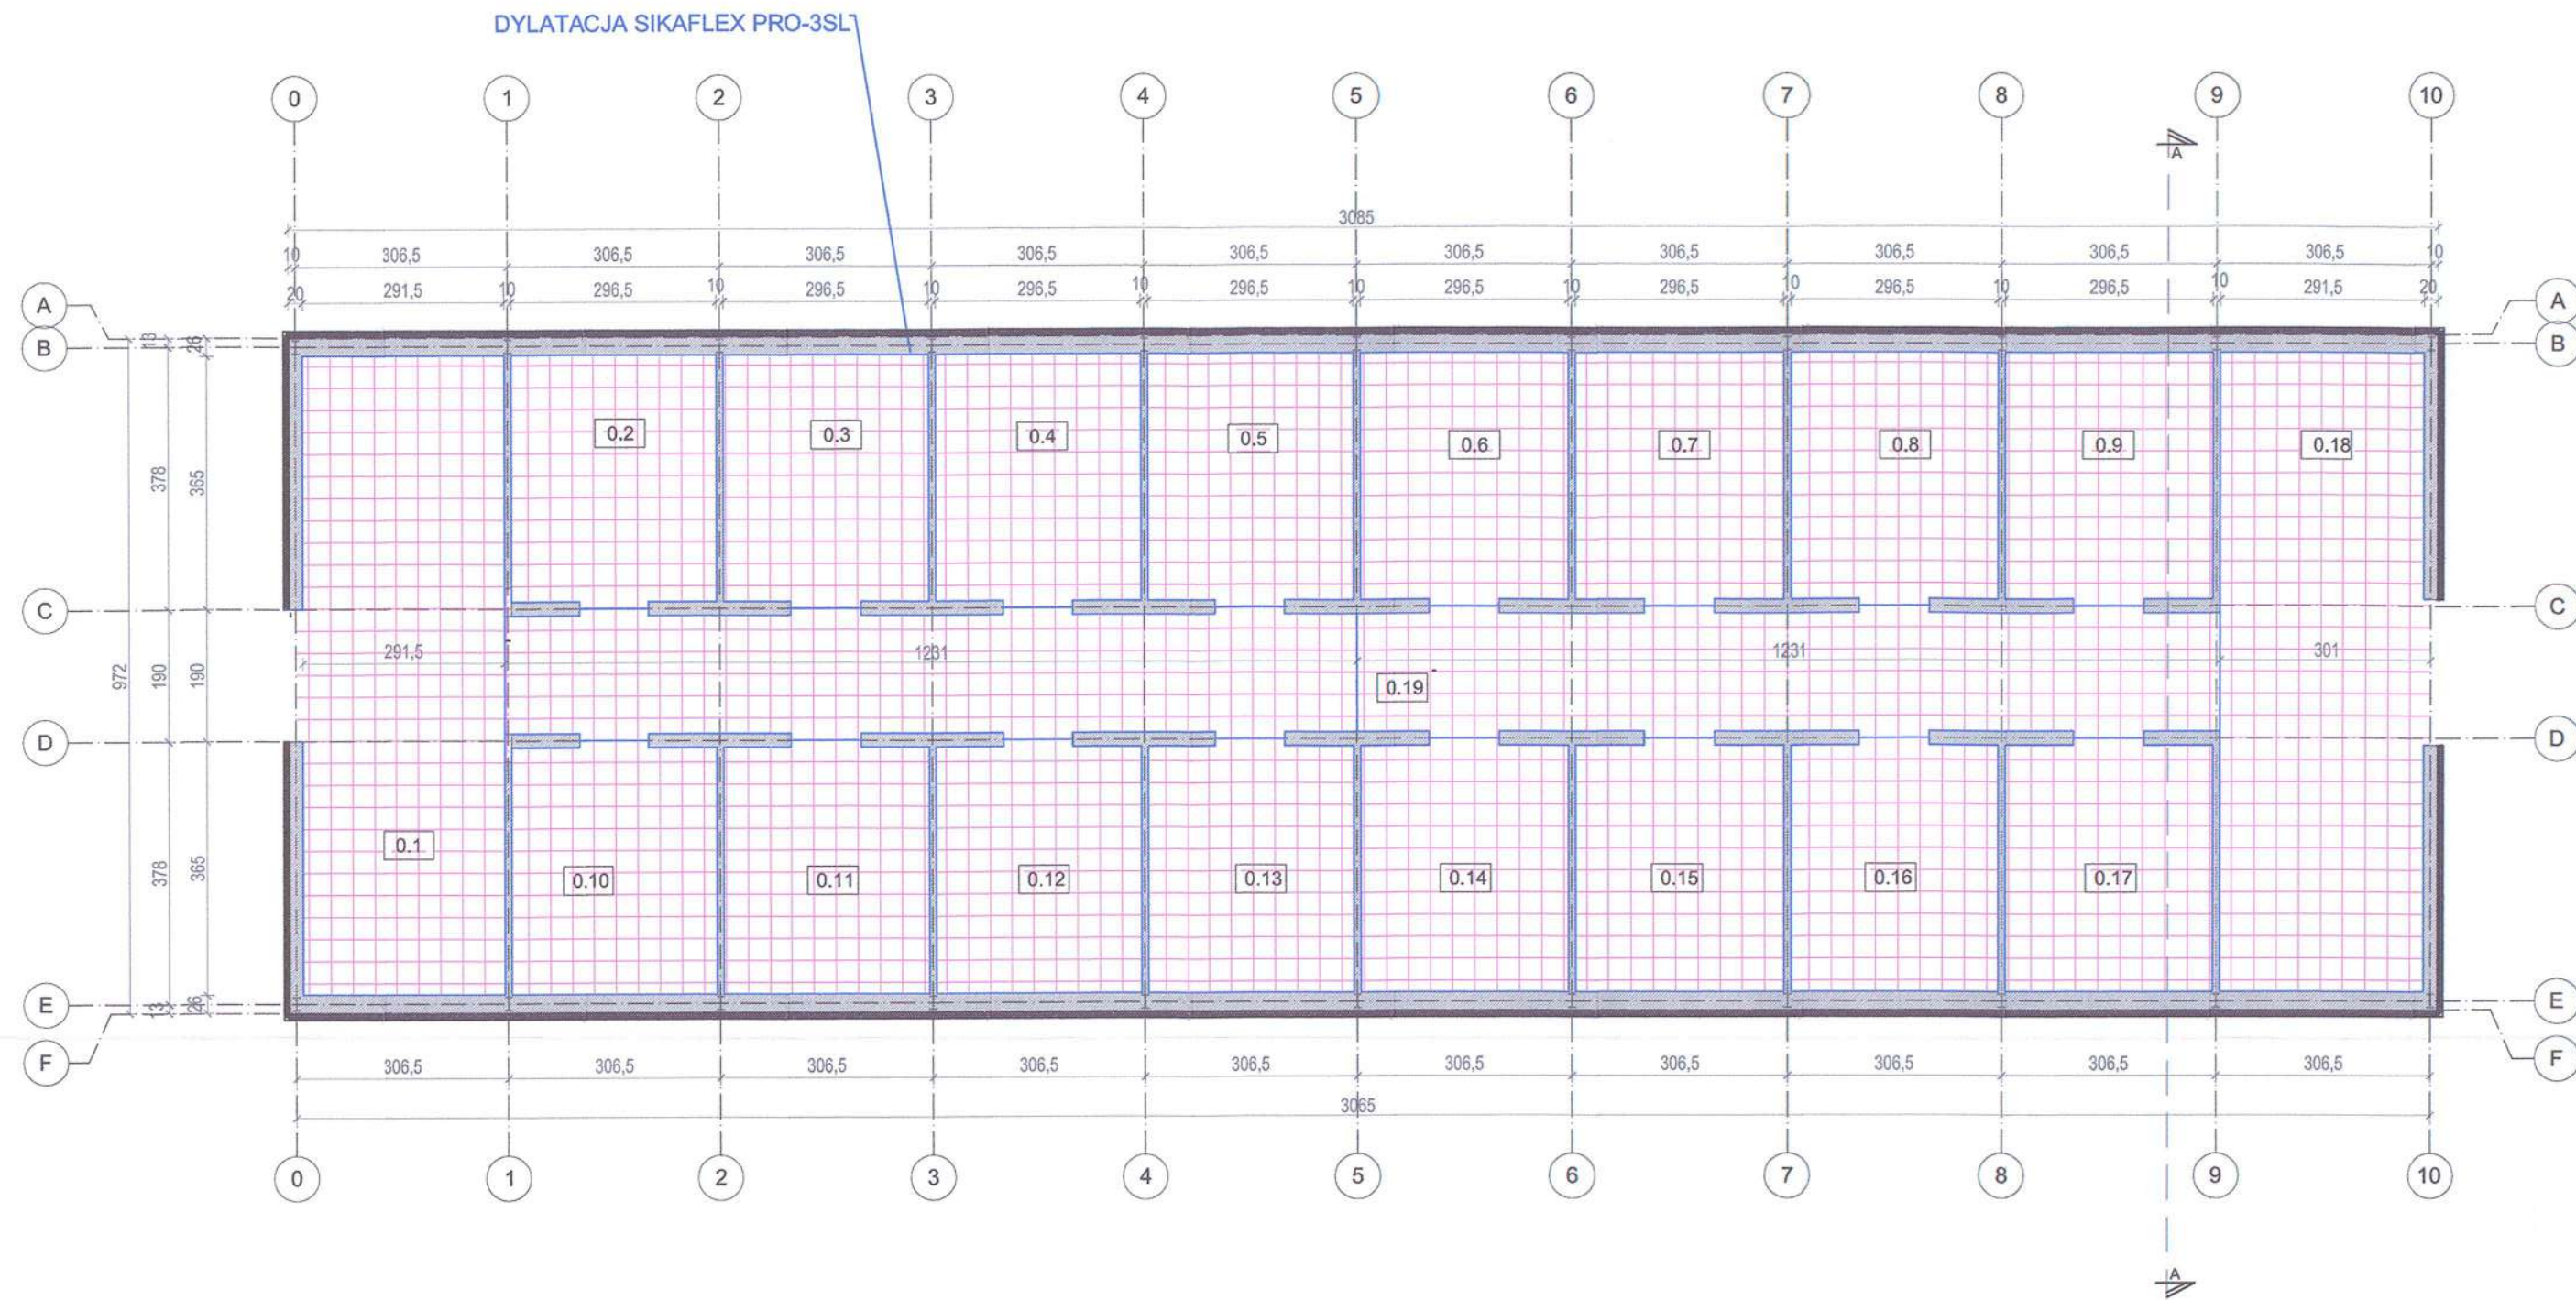 DYLATACJA SIKAFLEX PRO-3SL
0 1 2 3 4 5 6 7 8 9 10
A
3085
10 306,5 306,5 306,5 306,5 306,5 306,5 306,5 306,5 306,5 306,5 10
20 291,5 10 296,5 10 296,5 10 296,5 10 296,5 10 296,5 10 296,5 10 296,5 10 296,5 10 291,5 20
A A
13 26
B B
0.2 0.3 0.4 0.5 0.6 0.7 0.8 0.9 0.18
378 365
C C
291,5 1231 1231 301
972 190 190
0.19
D D
0.1
378 365
0.10 0.11 0.12 0.13 0.14 0.15 0.16 0.17
E 13 26 E
F F
306,5 306,5 306,5 306,5 306,5 306,5 306,5 306,5 306,5 306,5
3065
0 1 2 3 4 5 6 7 8 9 10
A